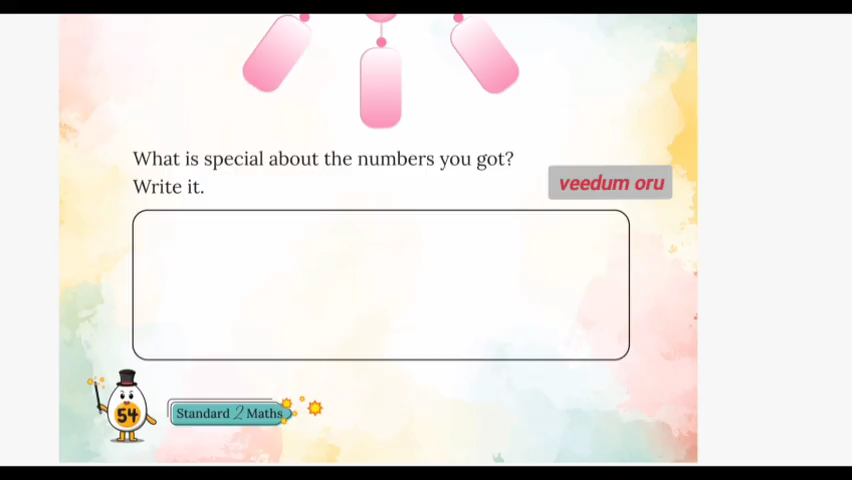 What is special about the numbers you got?
Write it.
veedum oru
54
Standard 2 Maths